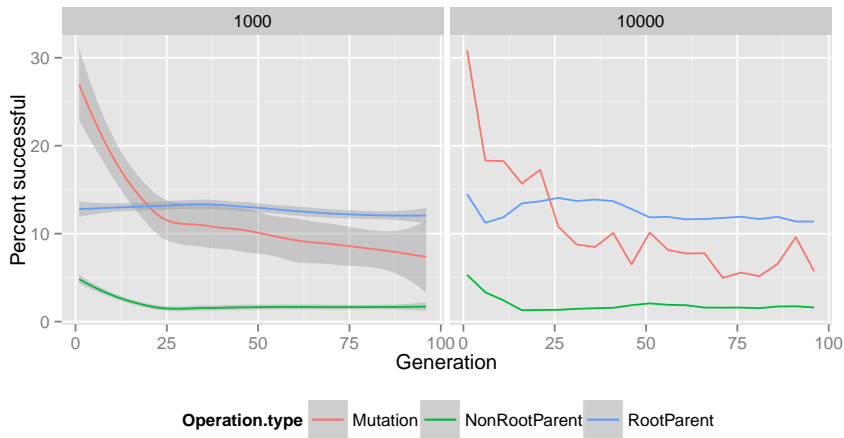 1000
10000
Percent successful
30
20
10
0
0 25 50 75 100
0 25 50 75 100
Generation
Operation.type Mutation NonRootParent RootParent